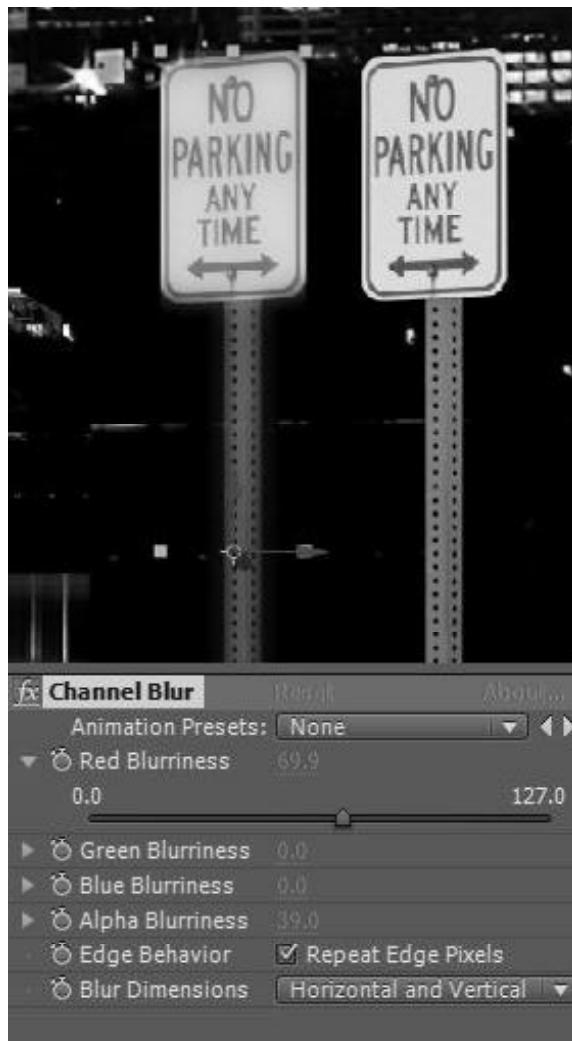 NO
PARKING
ANY
TIME
NO
PARKING
ANY
TIME
fx Channel Blur Reset About...
Animation Presets: None
Red Blurriness 69.9
0.0 127.0
Green Blurriness 0.0
Blue Blurriness 0.0
Alpha Blurriness 39.0
Edge Behavior Repeat Edge Pixels
Blur Dimensions Horizontal and Vertical